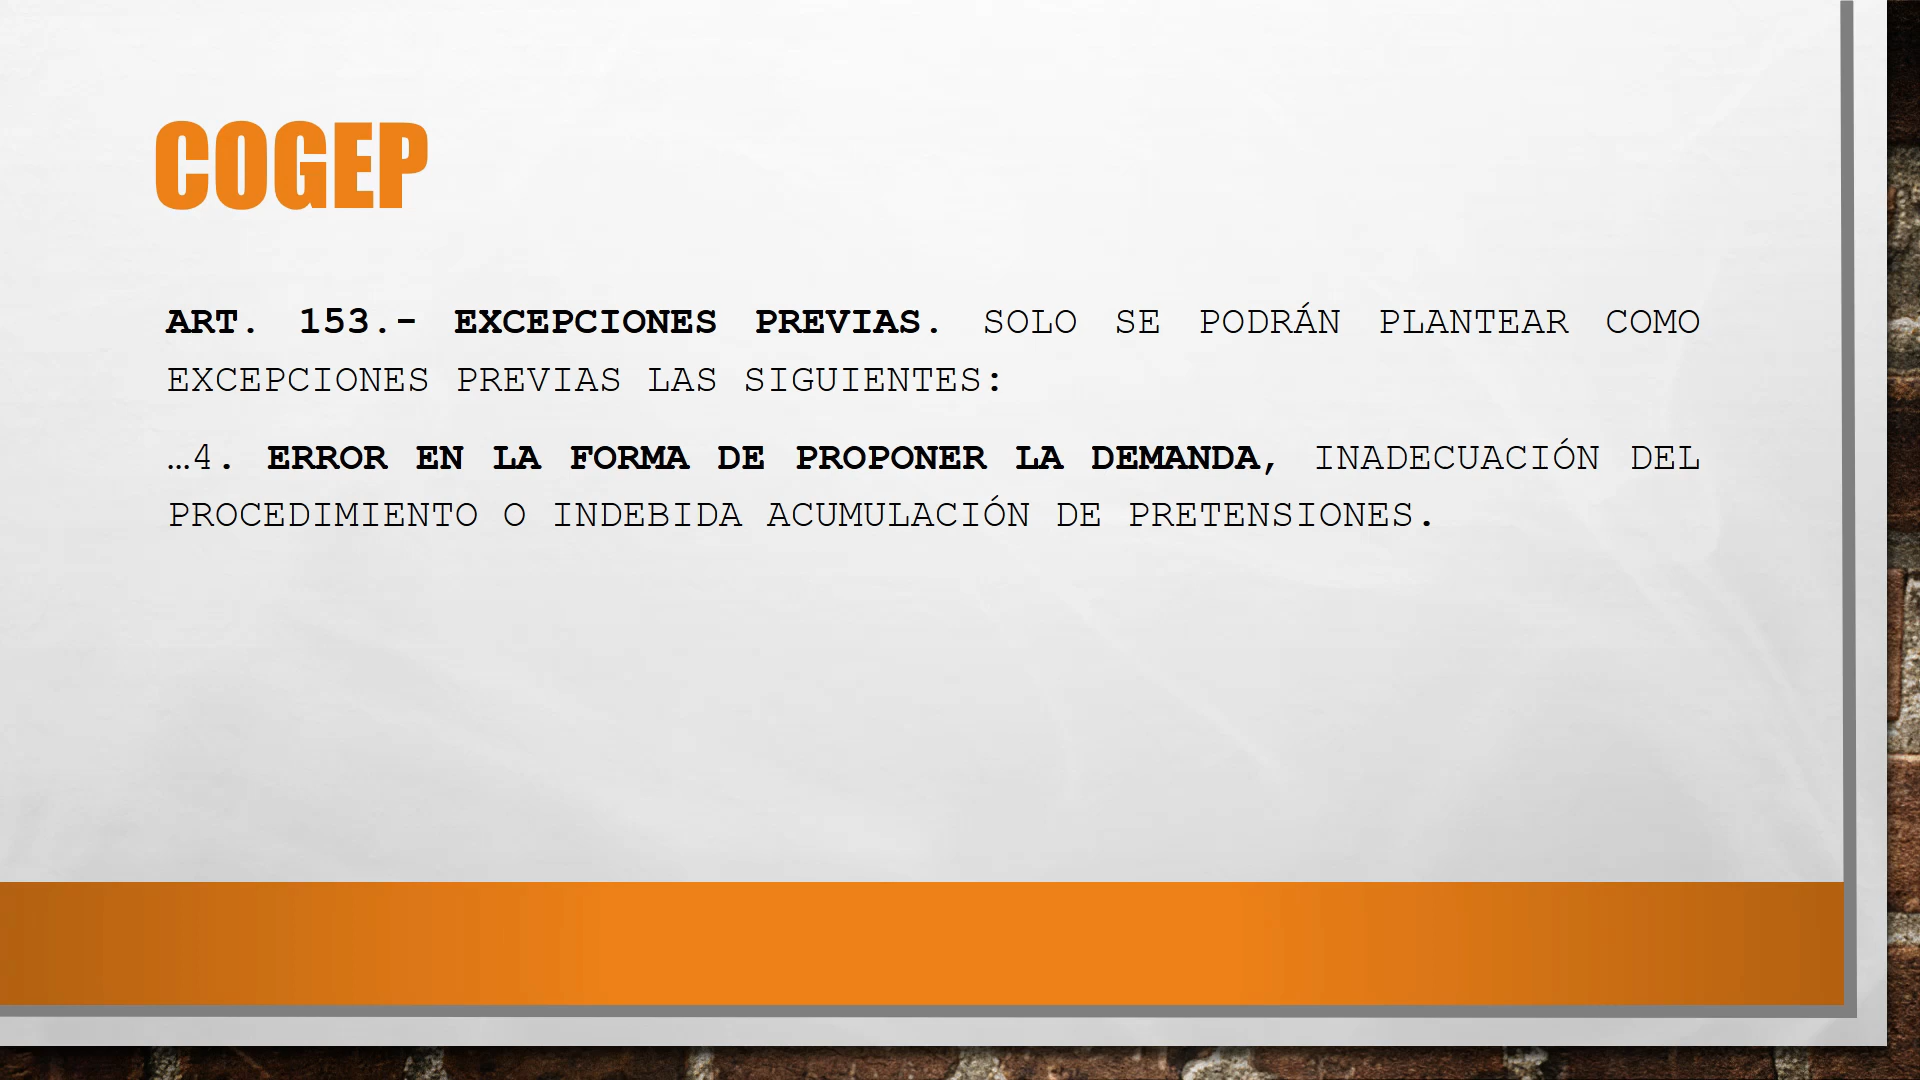 COGEP
ART. 153.- EXCEPCIONES PREVIAS. SOLO SE PODRÁN PLANTEAR COMO
EXCEPCIONES PREVIAS LAS SIGUIENTES:
…4. ERROR EN LA FORMA DE PROPONER LA DEMANDA, INADECUACIÓN DEL
PROCEDIMIENTO O INDEBIDA ACUMULACIÓN DE PRETENSIONES.